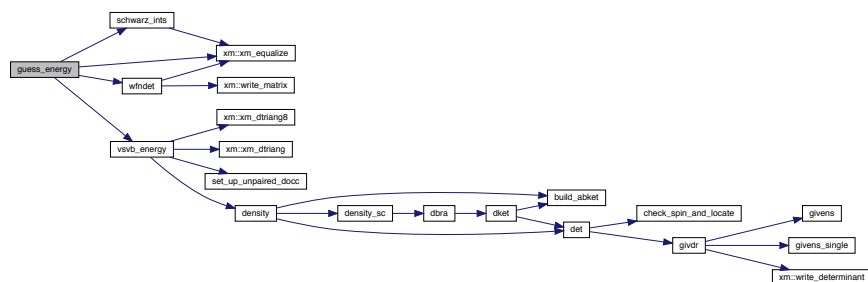 schwarz_ints
xm::xm_equalize
guess_energy
wfndet
xm::write_matrix
xm::xm_dtriang8
vsvb_energy
xm::xm_dtriang
set_up_unpaired_docc
build_abket
density
density_sc
dbra
dket
check_spin_and_locate
givens
det
givdr
givens_single
xm::write_determinant